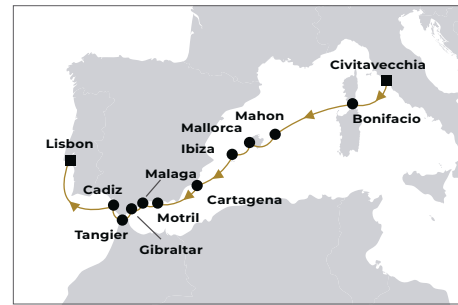 Civitavecchia
Bonifacio
Mahon
Mallorca
Ibiza
Lisbon
Malaga
Cadiz
Cartagena
Motril
Tangier
Gibraltar